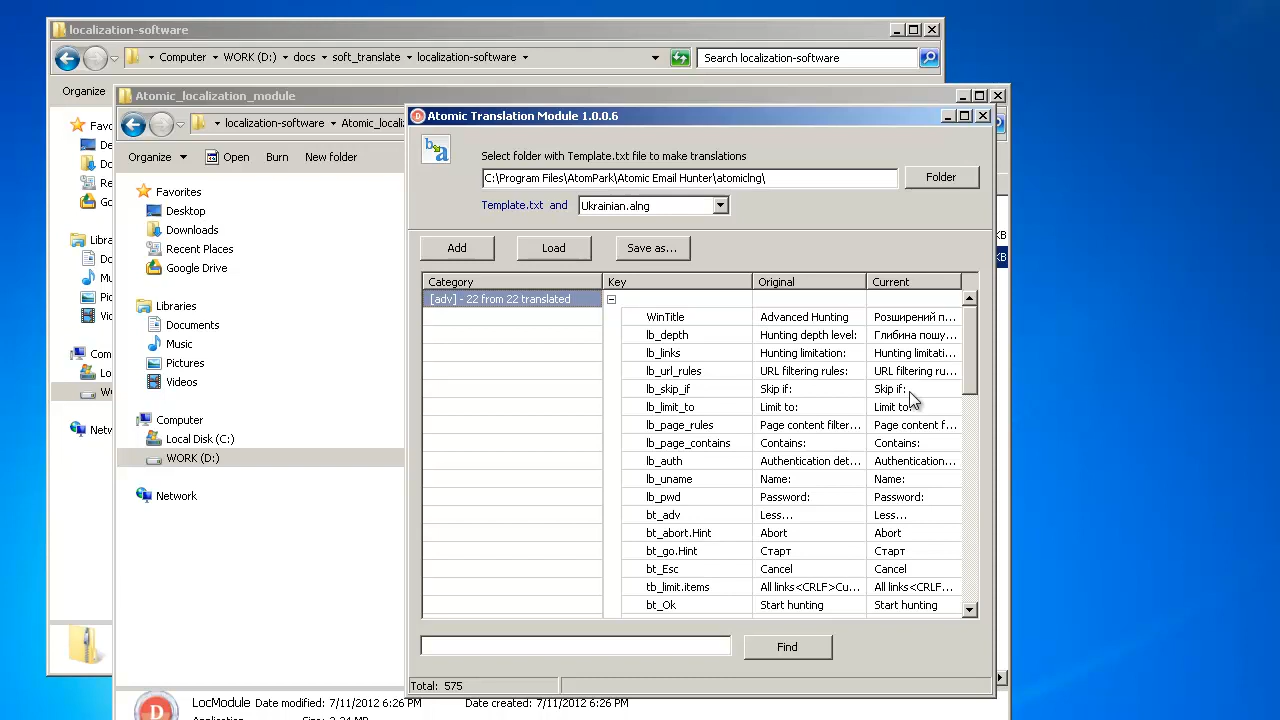 localization-software
Computer WORK (D:) docs soft_translate localization-software
Search localization-software
Organize
Atomic_localization_module
localization-software Atomic_locali
Organize Open Burn New folder
Favorites
Desktop
Downloads
Recent Places
Google Drive
Libraries
Documents
Music
Pictures
Videos
Computer
Local Disk (C:)
WORK (D:)
Network
LocModule Date modified: 7/11/2012 6:26 PM Date created: 7/11/2012 6:26 PM
Atomic Translation Module 1.0.0.6
Select folder with Template.txt file to make translations
C:\Program Files\AtomPark\Atomic Email Hunter\atomiclng\
Folder
Template.txt and Ukrainian.alng
Add Load Save as...
Category Key Original Current
[adv] - 22 from 22 translated
WinTitle Advanced Hunting Розширений п...
lb_depth Hunting depth level: Глибина пошу...
lb_links Hunting limitation: Hunting limitati...
lb_url_rules URL filtering rules: URL filtering ru...
lb_skip_if Skip if: Skip if:
lb_limit_to Limit to: Limit to:
lb_page_rules Page content filter... Page content f...
lb_page_contains Contains: Contains:
lb_auth Authentication det... Authentication...
lb_uname Name: Name:
lb_pwd Password: Password:
bt_adv Less... Less...
bt_abort.Hint Abort Abort
bt_go.Hint Старт Старт
bt_Esc Cancel Cancel
tb_limit.items All links<CRLF>Cu... All links<CRLF...
bt_Ok Start hunting Start hunting
Find
Total: 575